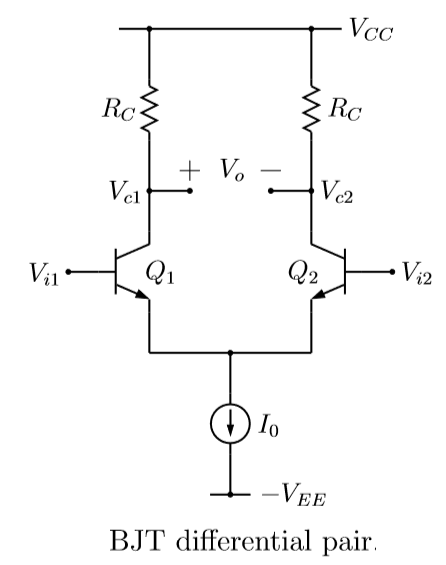 V_{CC}
R_C R_C
+ V_o −
V_{c1} V_{c2}
V_{i1} Q_1 Q_2 V_{i2}
I_0
−V_{EE}
BJT differential pair.